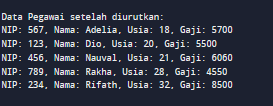 Data Pegawai setelah diurutkan:
NIP: 567, Nama: Adelia, Usia: 18, Gaji: 5700
NIP: 123, Nama: Dio, Usia: 20, Gaji: 5500
NIP: 456, Nama: Nauval, Usia: 21, Gaji: 6060
NIP: 789, Nama: Rakha, Usia: 28, Gaji: 4550
NIP: 234, Nama: Rifath, Usia: 32, Gaji: 8500